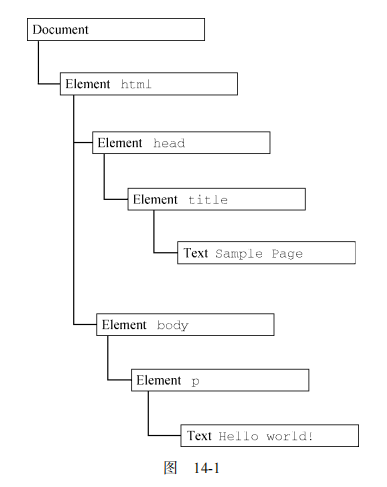 Document
Element html
Element head
Element title
Text Sample Page
Element body
Element p
Text Hello world!
图 14-1